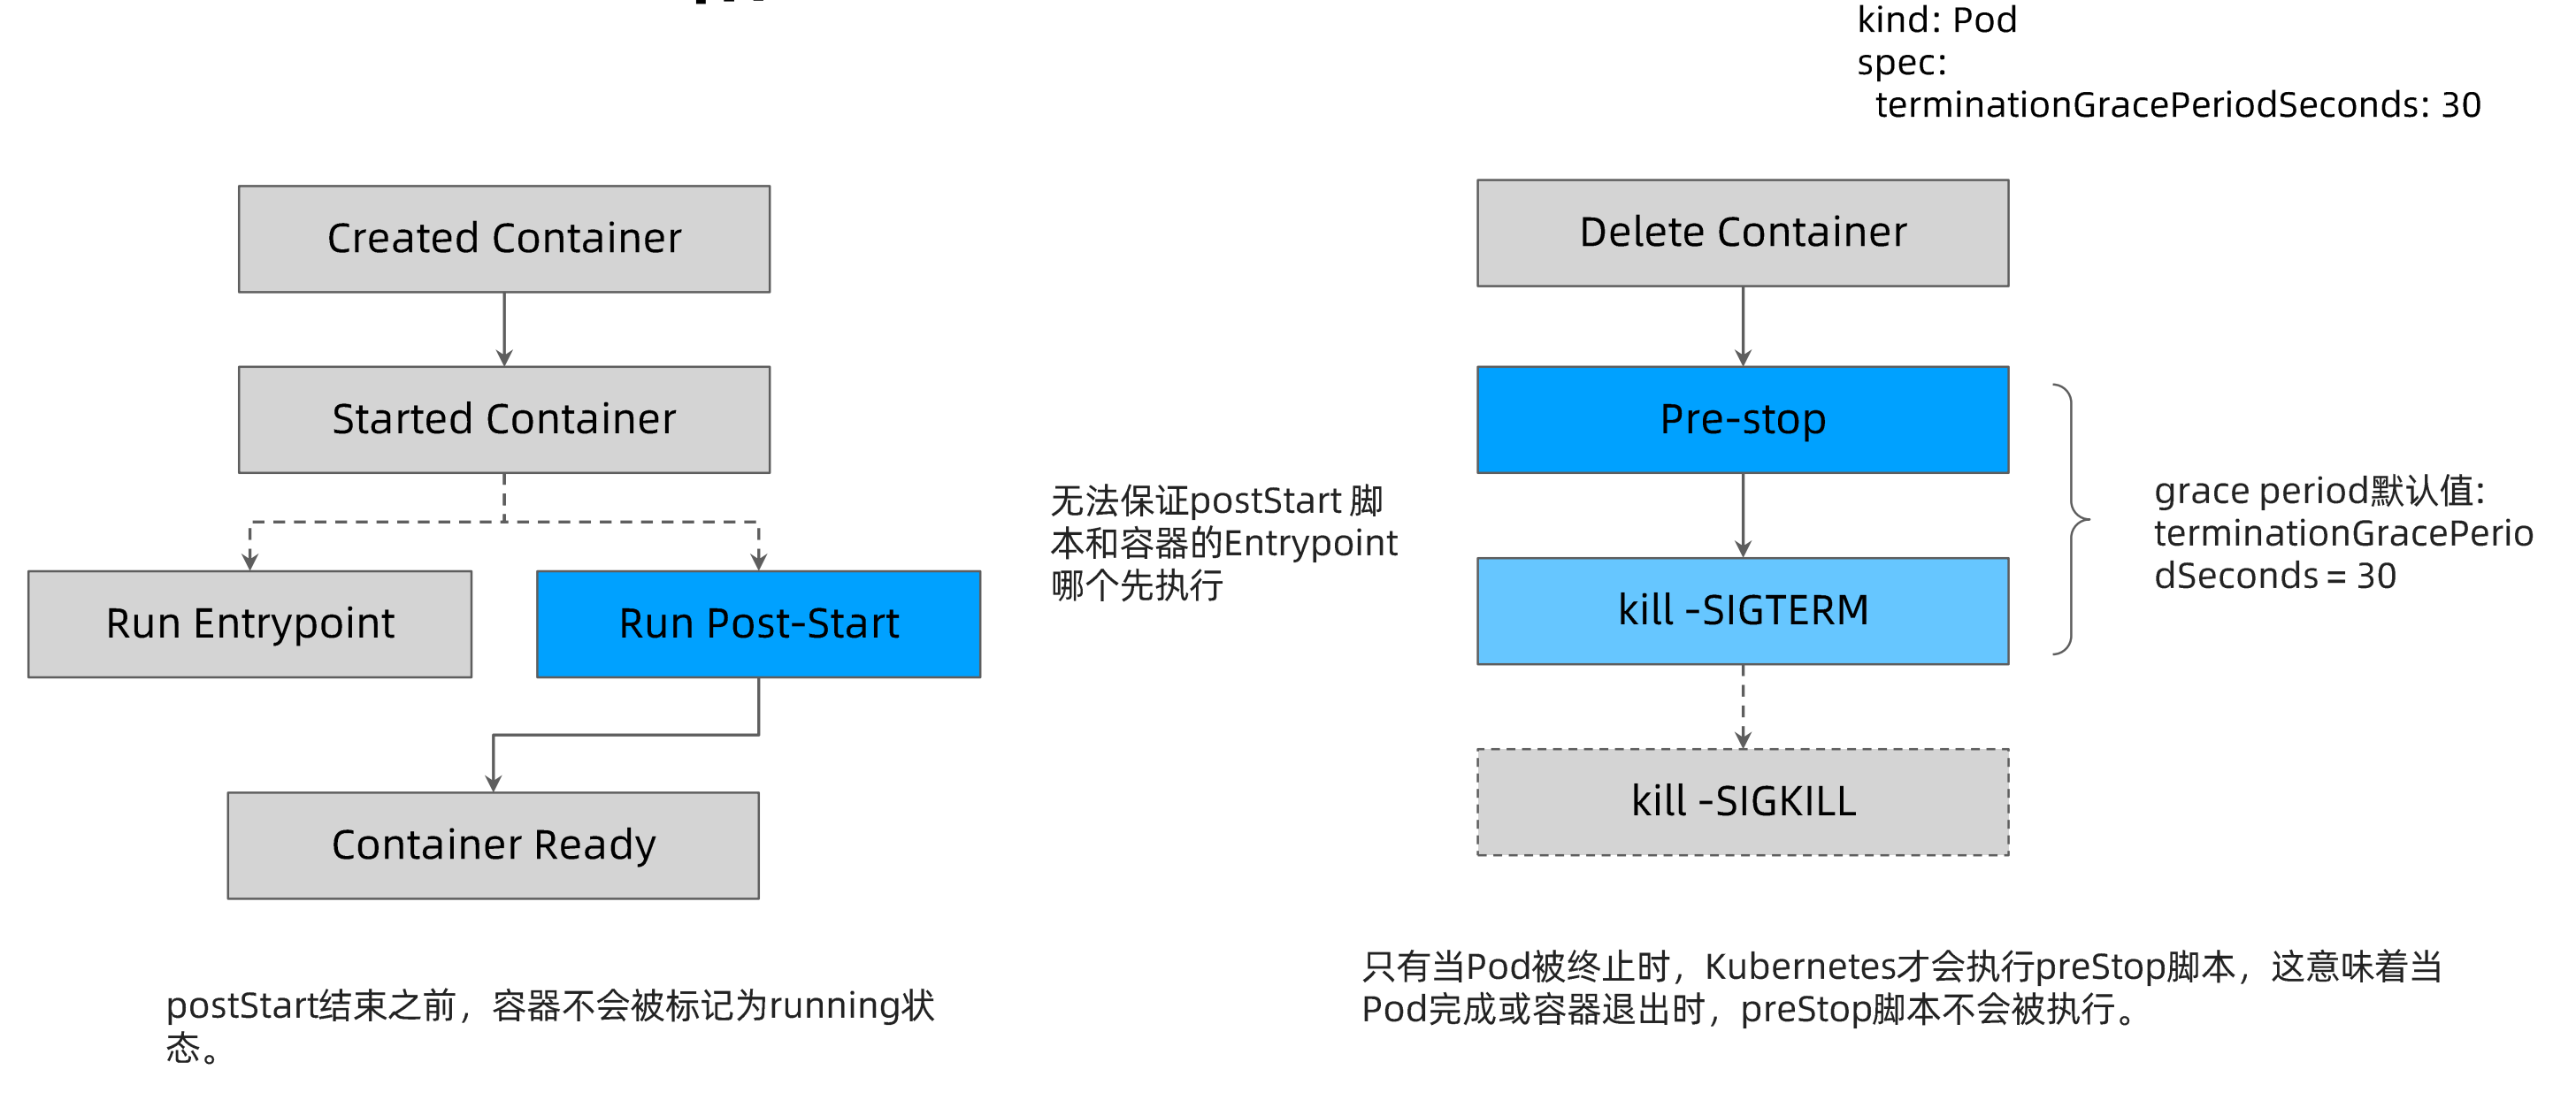 kind: Pod
spec:
terminationGracePeriodSeconds: 30
Created Container
Started Container
Run Entrypoint
Run Post-Start
Container Ready
postStart结束之前，容器不会被标记为running状
态。
无法保证postStart 脚
本和容器的Entrypoint
哪个先执行
Delete Container
Pre-stop
kill -SIGTERM
kill -SIGKILL
grace period默认值:
terminationGracePerio
dSeconds = 30
只有当Pod被终止时，Kubernetes才会执行preStop脚本，这意味着当
Pod完成或容器退出时，preStop脚本不会被执行。